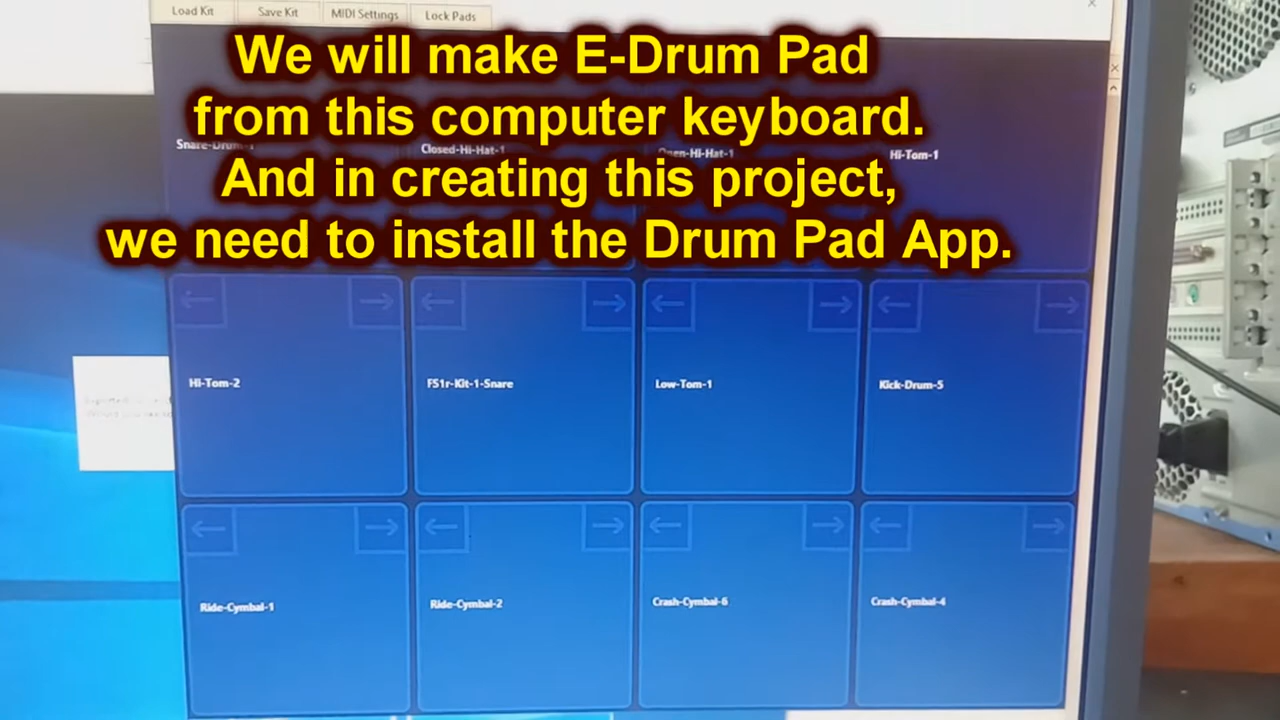 Load Kit Save Kit MIDI Settings Lock Pads
We will make E-Drum Pad
from this computer keyboard.
And in creating this project,
we need to install the Drum Pad App.
Snare-Drum-1 Closed-Hi-Hat-1 Open-Hi-Hat-1 Hi-Tom-1
Hi-Tom-2 FS1r-Kit-1-Snare Low-Tom-1 Kick-Drum-5
Ride-Cymbal-1 Ride-Cymbal-2 Crash-Cymbal-6 Crash-Cymbal-4